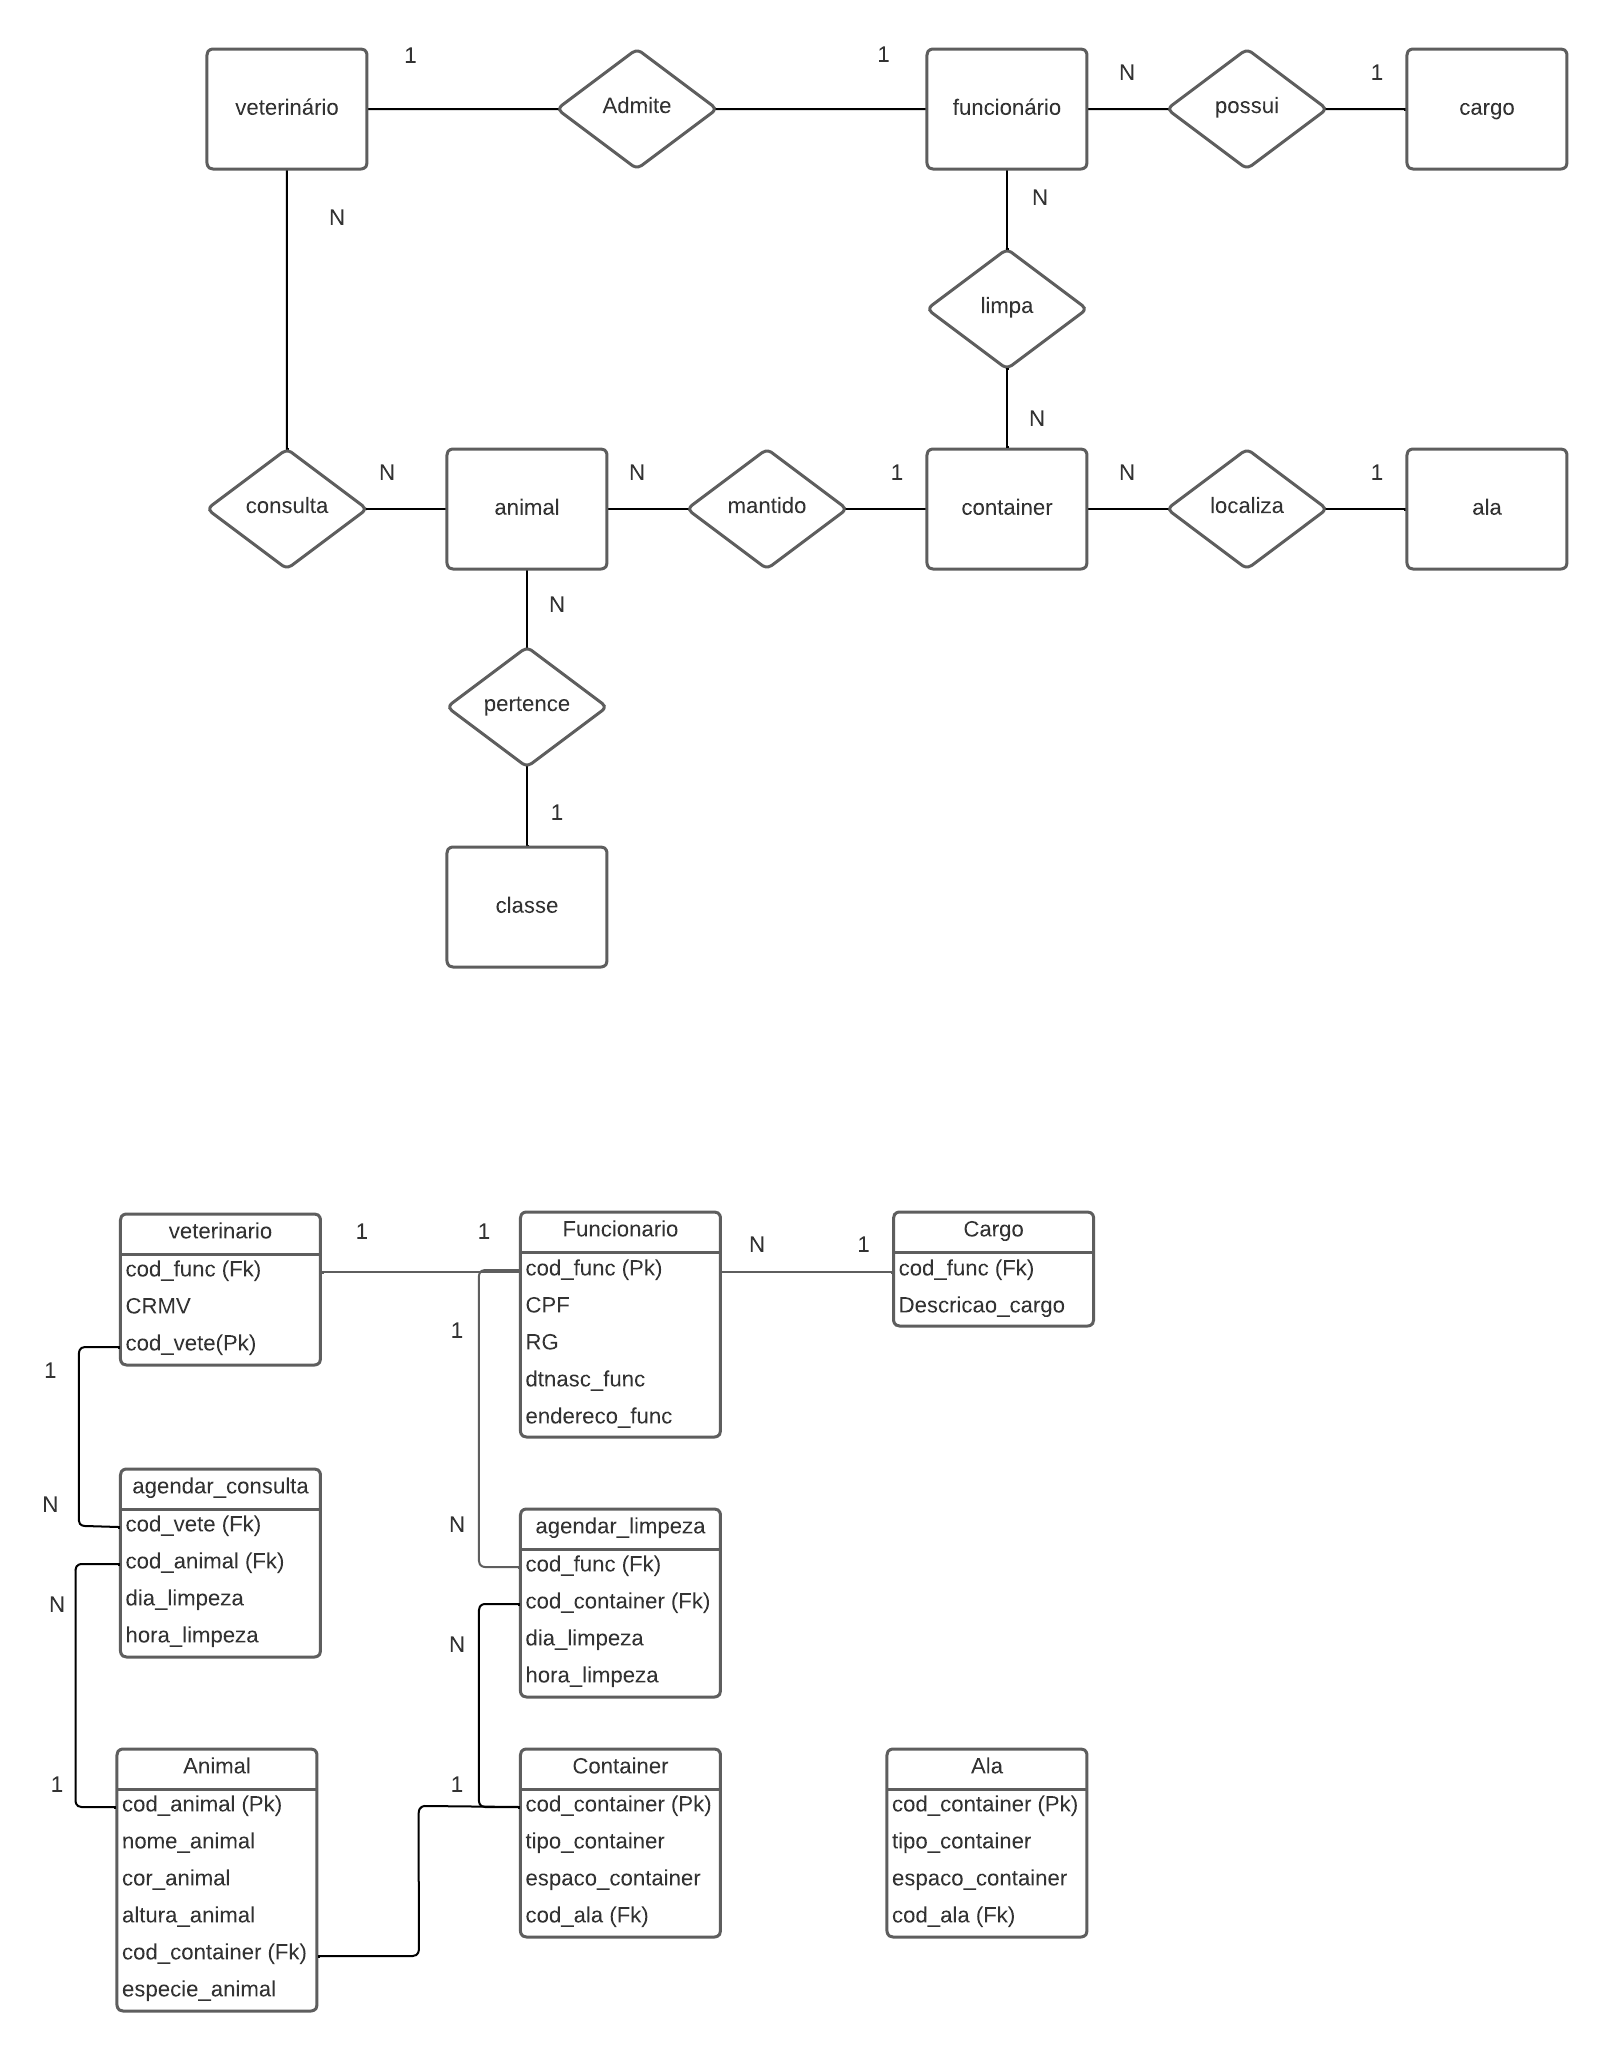 1
1
N
1
veterinário
Admite
funcionário
possui
cargo
N
N
limpa
N
N
N
1
N
1
consulta
animal
mantido
container
localiza
ala
N
pertence
1
classe
veterinario
cod_func (Fk)
CRMV
cod_vete(Pk)
1
1
Funcionario
cod_func (Pk)
CPF
RG
dtnasc_func
endereco_func
N
1
Cargo
cod_func (Fk)
Descricao_cargo
1
1
N
N
agendar_consulta
cod_vete (Fk)
cod_animal (Fk)
dia_limpeza
hora_limpeza
agendar_limpeza
cod_func (Fk)
cod_container (Fk)
dia_limpeza
hora_limpeza
N
N
1
1
Animal
cod_animal (Pk)
nome_animal
cor_animal
altura_animal
cod_container (Fk)
especie_animal
Container
cod_container (Pk)
tipo_container
espaco_container
cod_ala (Fk)
Ala
cod_container (Pk)
tipo_container
espaco_container
cod_ala (Fk)